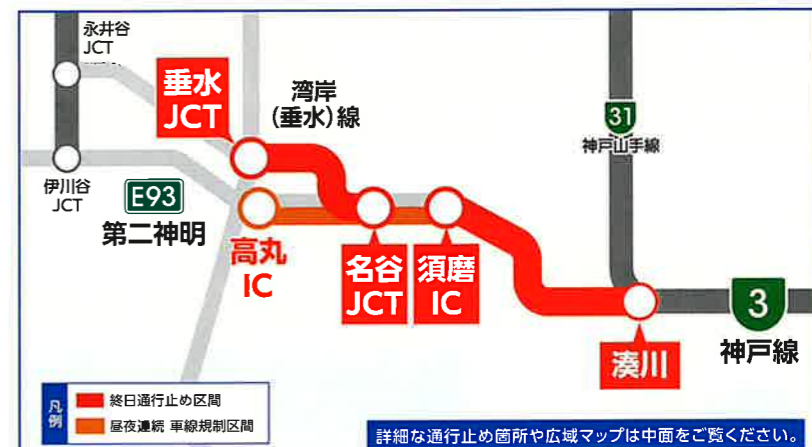 永井谷
JCT
垂水
JCT
湾岸
(垂水)線
31
神戸山手線
伊川谷
JCT
E93
第二神明
高丸
IC
名谷
JCT
須磨
IC
湊川
3
神戸線
凡例
終日通行止め区間
昼夜連続 車線規制区間
詳細な通行止め箇所や広域マップは中面をご覧ください。